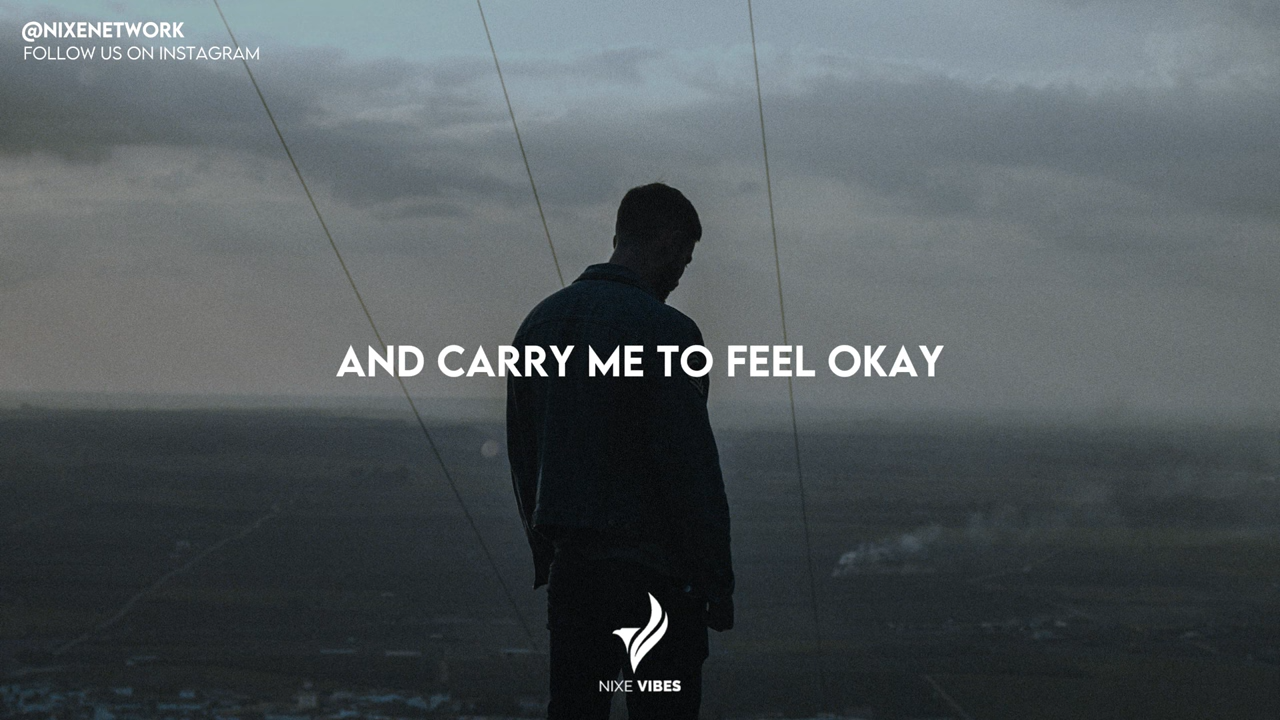 @NIXENETWORK
FOLLOW US ON INSTAGRAM
AND CARRY ME TO FEEL OKAY
NIXE VIBES